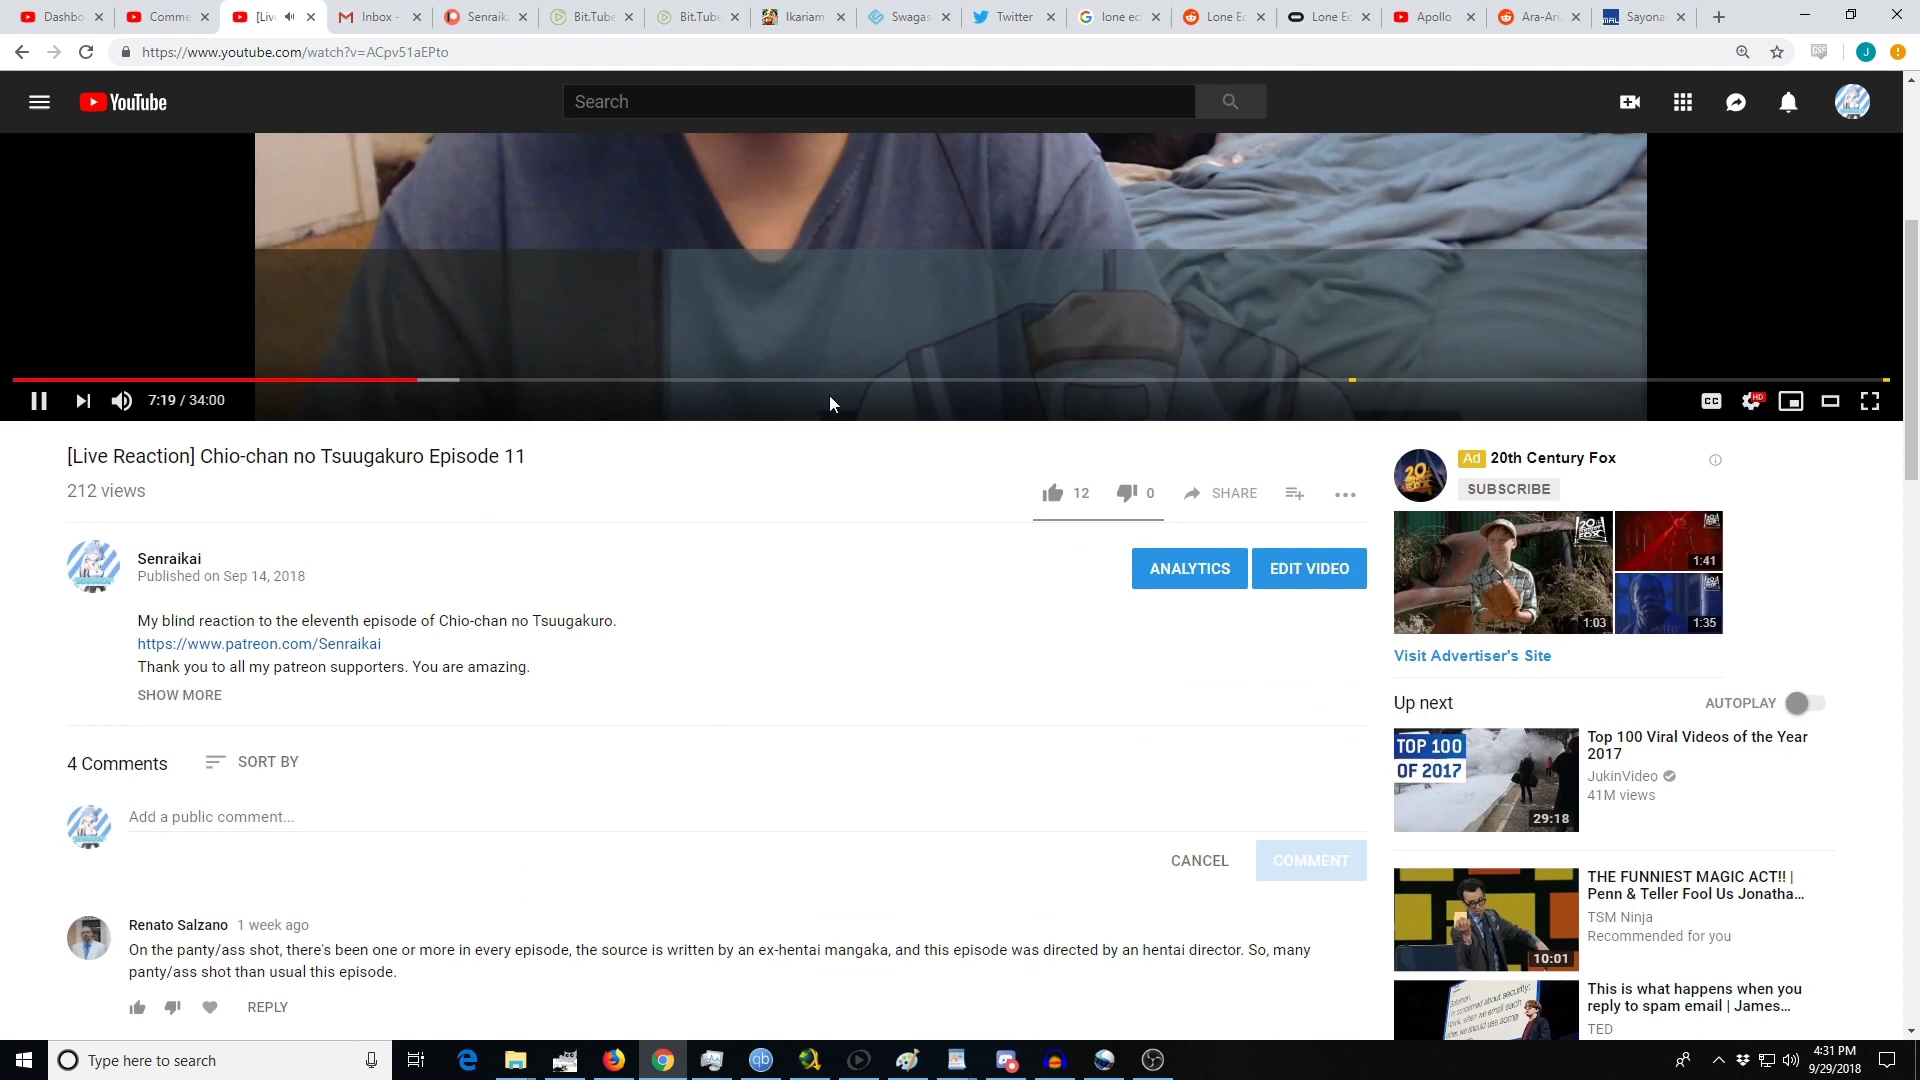 Dashbo
Comme
[Liv
Inbox -
Senraik
Bit.Tube
Bit.Tube
Ikariam
Swagas
Twitter
lone ec
Lone Ec
Lone Ec
Apollo
Ara-Ari
Sayona
https://www.youtube.com/watch?v=ACpv51aEPto
YouTube
Search
7:19 / 34:00
CC
HD
[Live Reaction] Chio-chan no Tsuugakuro Episode 11
212 views
12
0
SHARE
Senraikai
Published on Sep 14, 2018
ANALYTICS
EDIT VIDEO
My blind reaction to the eleventh episode of Chio-chan no Tsuugakuro.
https://www.patreon.com/Senraikai
Thank you to all my patreon supporters. You are amazing.
SHOW MORE
4 Comments
SORT BY
Add a public comment...
CANCEL
COMMENT
Renato Salzano 1 week ago
On the panty/ass shot, there's been one or more in every episode, the source is written by an ex-hentai mangaka, and this episode was directed by an hentai director. So, many
panty/ass shot than usual this episode.
REPLY
Ad 20th Century Fox
SUBSCRIBE
1:03
1:41
1:35
Visit Advertiser's Site
Up next
AUTOPLAY
TOP 100
OF 2017
29:18
Top 100 Viral Videos of the Year
2017
JukinVideo
41M views
10:01
THE FUNNIEST MAGIC ACT!! |
Penn & Teller Fool Us Jonatha...
TSM Ninja
Recommended for you
This is what happens when you
reply to spam email | James...
TED
Type here to search
4:31 PM
9/29/2018